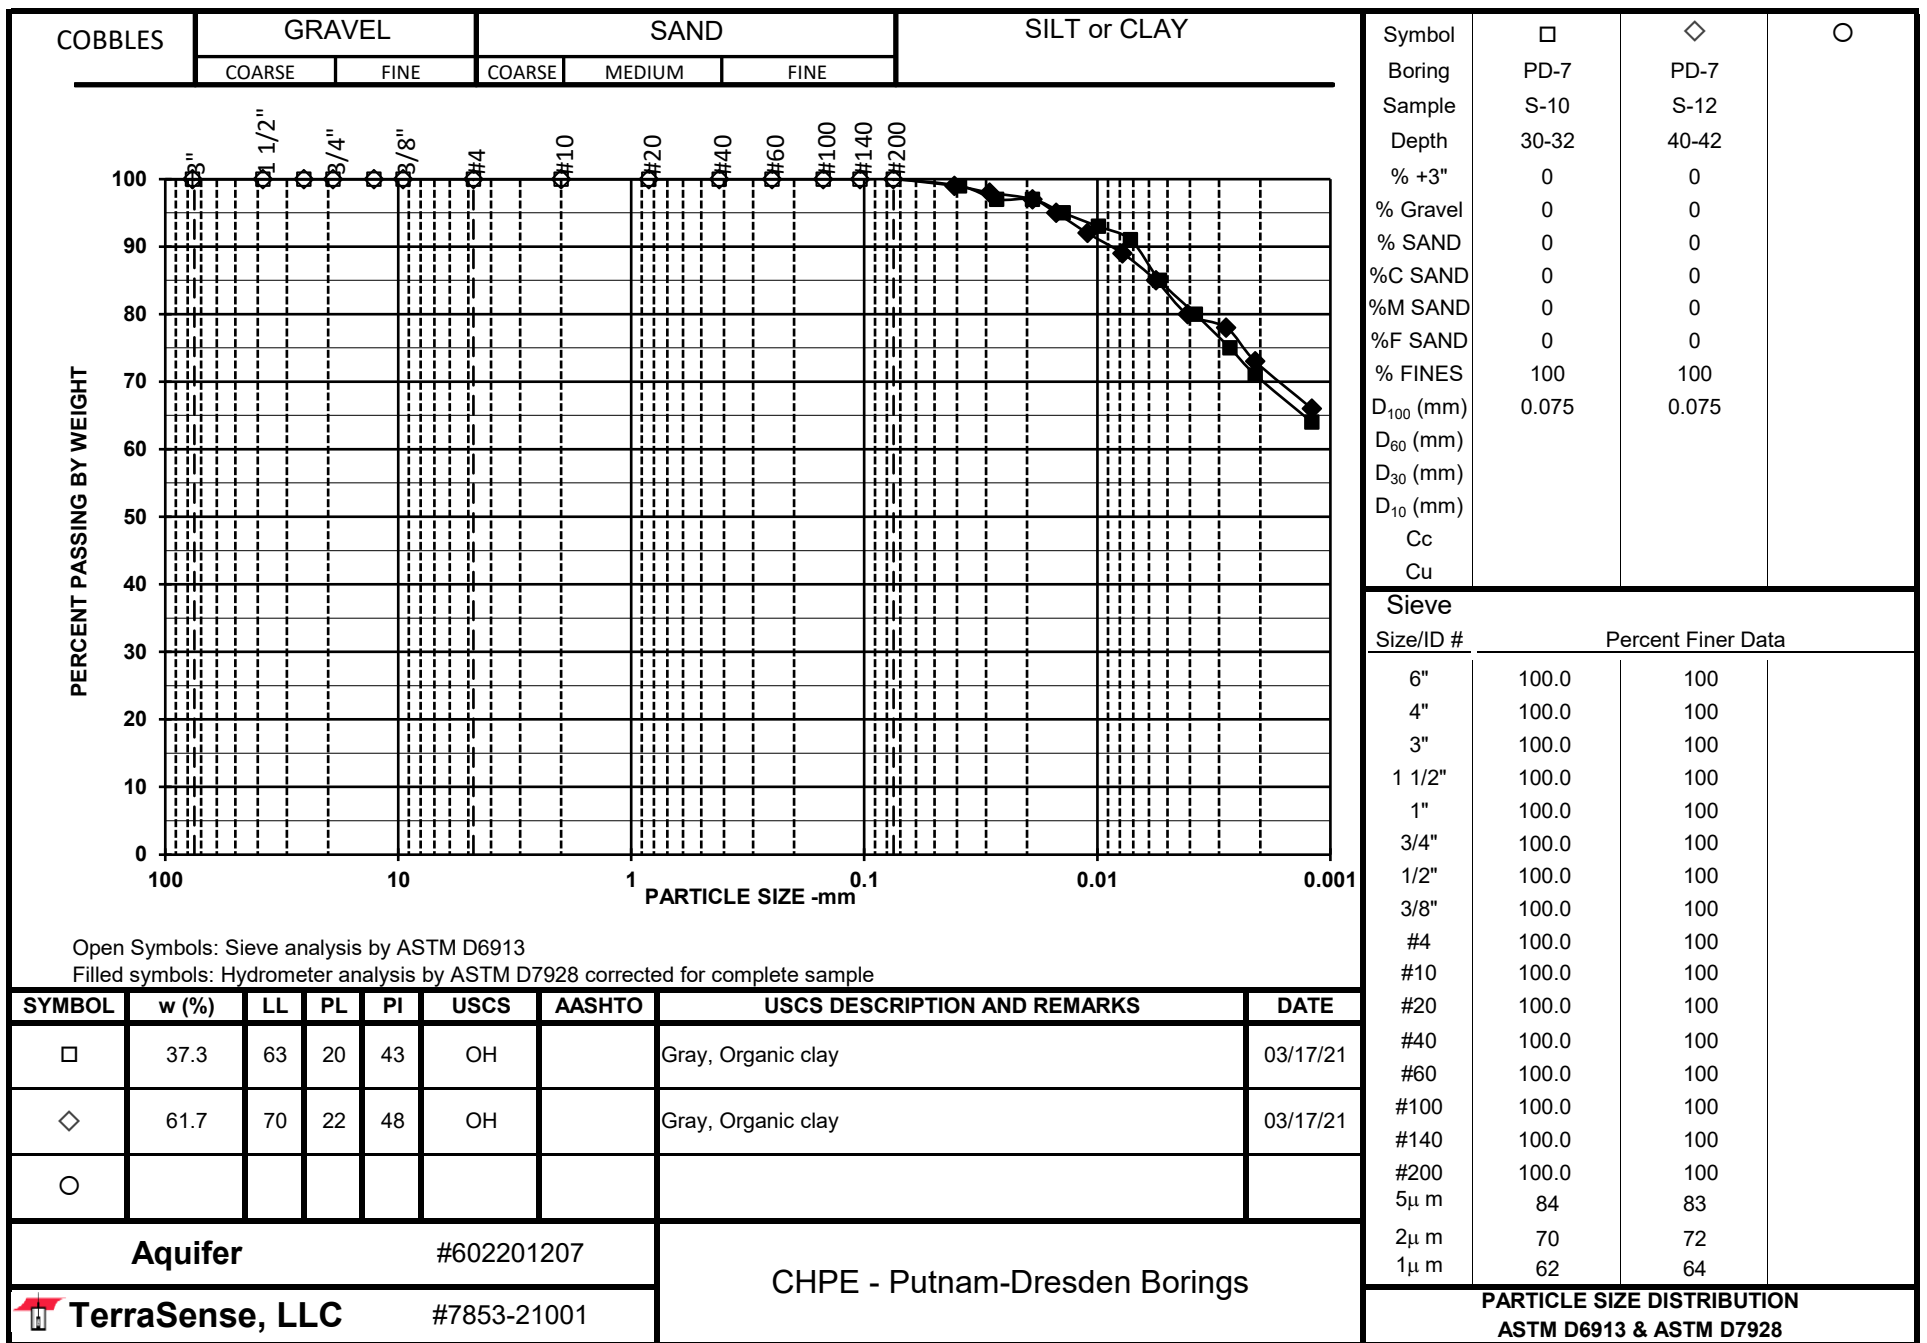 COBBLES GRAVEL SAND SILT or CLAY
COARSE FINE COARSE MEDIUM FINE
3" 1 1/2" 3/4" 3/8" #4 #10 #20 #40 #60 #100 #140 #200
100
90
80
70
60
50
40
30
20
10
0
PERCENT PASSING BY WEIGHT
100 10 1 0.1 0.01 0.001
PARTICLE SIZE -mm
Open Symbols: Sieve analysis by ASTM D6913
Filled symbols: Hydrometer analysis by ASTM D7928 corrected for complete sample
SYMBOL w (%) LL PL PI USCS AASHTO USCS DESCRIPTION AND REMARKS DATE
□ 37.3 63 20 43 OH Gray, Organic clay 03/17/21
◇ 61.7 70 22 48 OH Gray, Organic clay 03/17/21
○
Aquifer #602201207
TerraSense, LLC #7853-21001
CHPE - Putnam-Dresden Borings
Symbol □ ◇ ○
Boring PD-7 PD-7
Sample S-10 S-12
Depth 30-32 40-42
% +3" 0 0
% Gravel 0 0
% SAND 0 0
%C SAND 0 0
%M SAND 0 0
%F SAND 0 0
% FINES 100 100
D100 (mm) 0.075 0.075
D60 (mm)
D30 (mm)
D10 (mm)
Cc
Cu
Sieve
Size/ID # Percent Finer Data
6" 100.0 100
4" 100.0 100
3" 100.0 100
1 1/2" 100.0 100
1" 100.0 100
3/4" 100.0 100
1/2" 100.0 100
3/8" 100.0 100
#4 100.0 100
#10 100.0 100
#20 100.0 100
#40 100.0 100
#60 100.0 100
#100 100.0 100
#140 100.0 100
#200 100.0 100
5μ m 84 83
2μ m 70 72
1μ m 62 64
PARTICLE SIZE DISTRIBUTION
ASTM D6913 & ASTM D7928